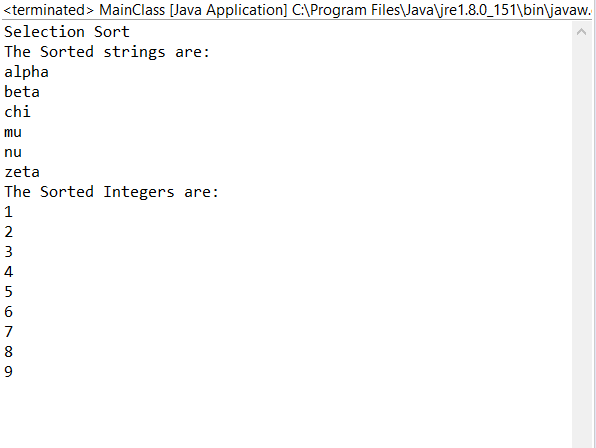 <terminated> MainClass [Java Application] C:\Program Files\Java\jre1.8.0_151\bin\javaw.
Selection Sort
The Sorted strings are:
alpha
beta
chi
mu
nu
zeta
The Sorted Integers are:
1
2
3
4
5
6
7
8
9